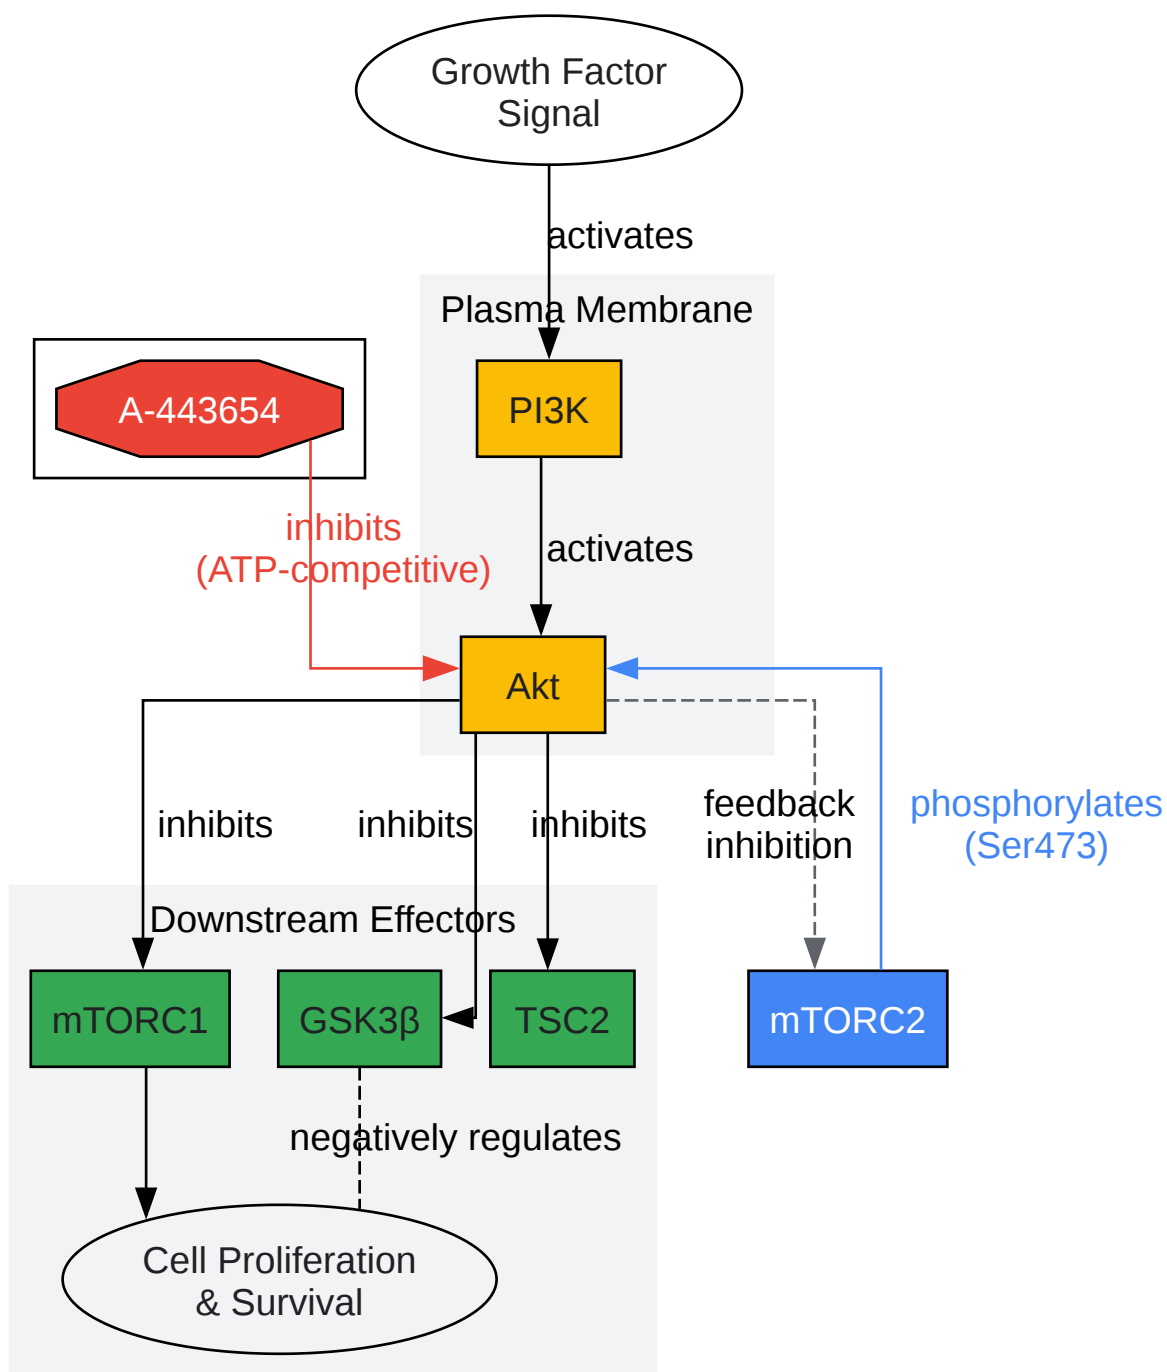 Growth Factor
Signal
activates
Plasma Membrane
A-443654
PI3K
inhibits
(ATP-competitive)
activates
Akt
inhibits
inhibits
inhibits
feedback
inhibition
phosphorylates
(Ser473)
Downstream Effectors
mTORC1
GSK3β
TSC2
mTORC2
negatively regulates
Cell Proliferation
& Survival